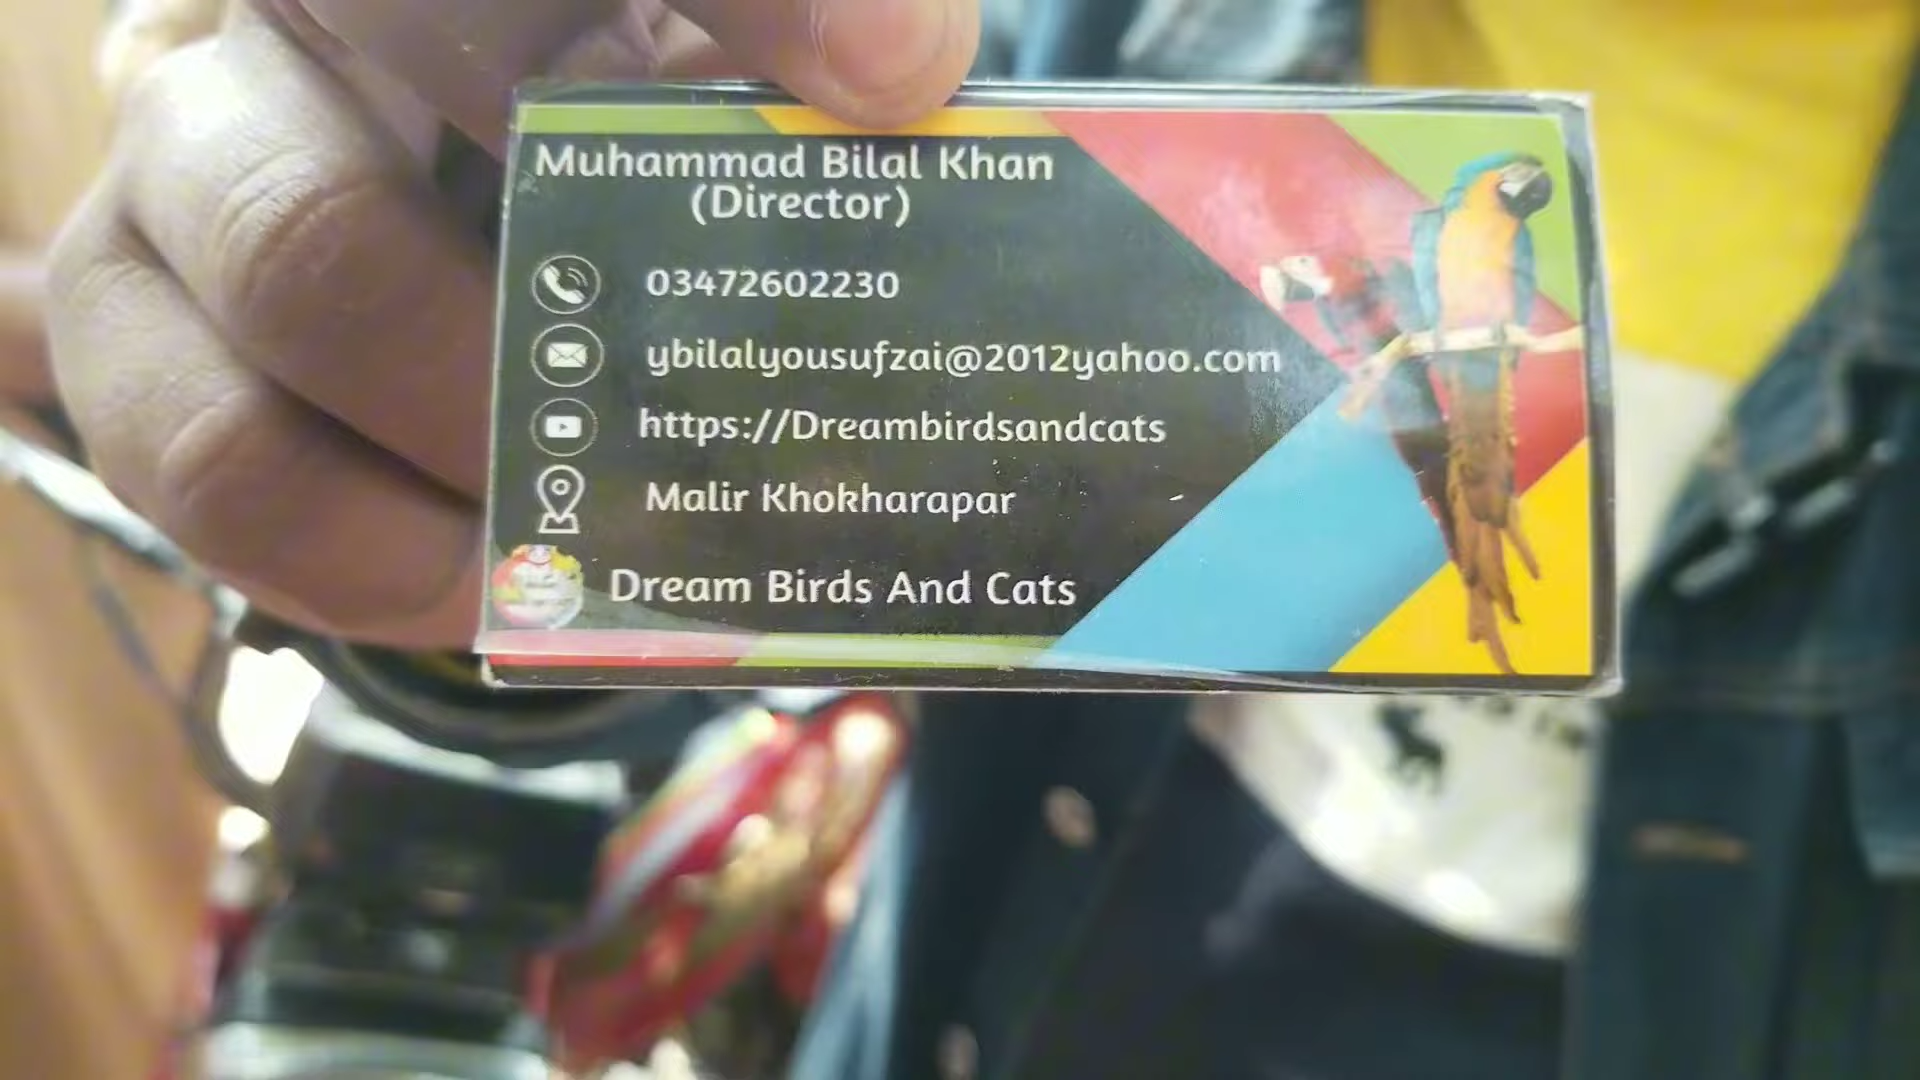 Muhammad Bilal Khan
(Director)
03472602230
ybilalyousufzai@2012yahoo.com
https://Dreambirdsandcats
Malir Khokharapar
Dream Birds And Cats